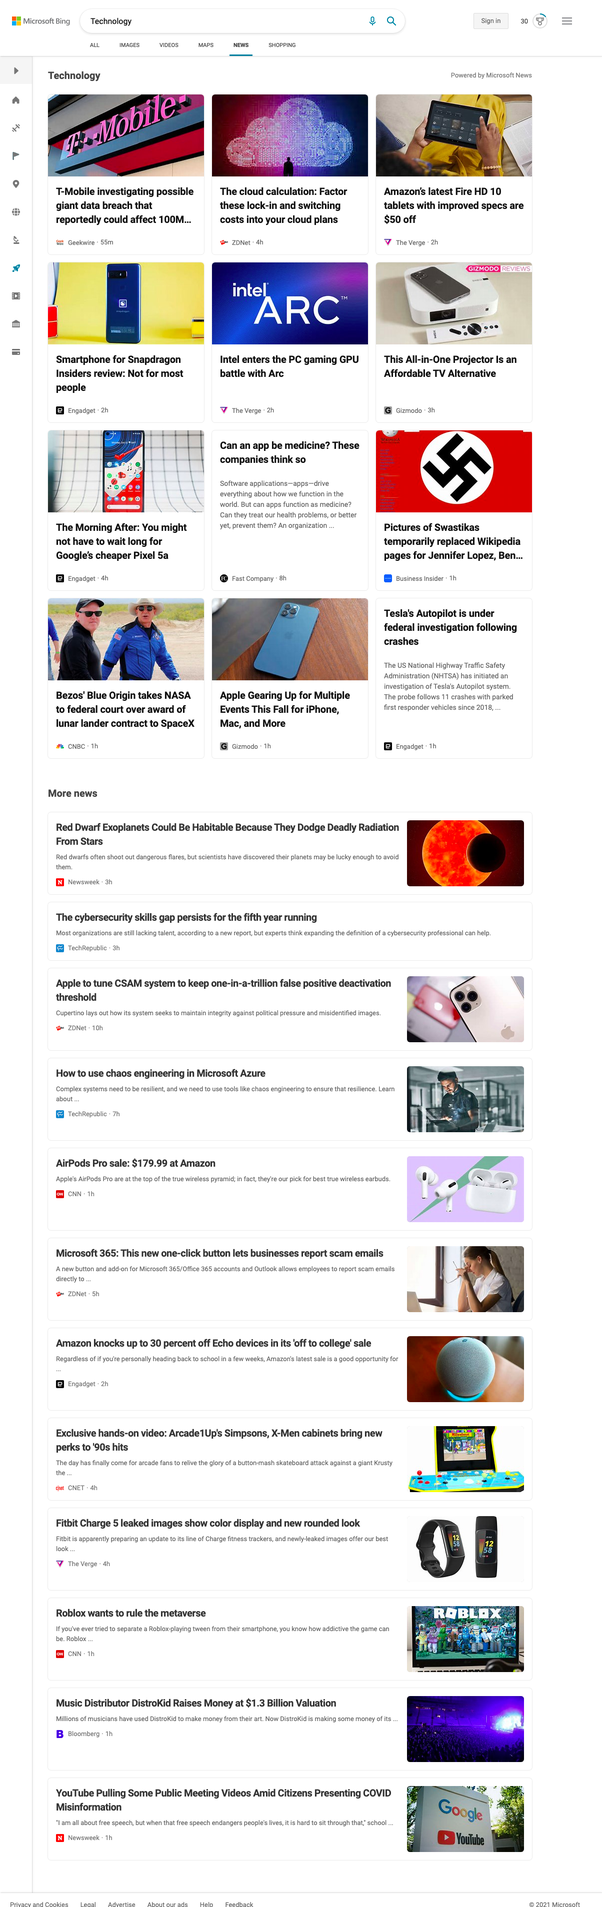 Microsoft Bing
Technology
Sign in
30
ALL
IMAGES
VIDEOS
MAPS
NEWS
SHOPPING
Technology
Powered by Microsoft News
T-Mobile
T-Mobile investigating possible
giant data breach that
reportedly could affect 100M...
Geekwire · 55m
The cloud calculation: Factor
these lock-in and switching
costs into your cloud plans
ZDNet · 4h
Amazon's latest Fire HD 10
tablets with improved specs are
$50 off
The Verge · 2h
Smartphone for Snapdragon
Insiders review: Not for most
people
Engadget · 2h
intel
ARC™
Intel enters the PC gaming GPU
battle with Arc
The Verge · 2h
GIZMODO REVIEWS
This All-in-One Projector Is an
Affordable TV Alternative
Gizmodo · 3h
The Morning After: You might
not have to wait long for
Google's cheaper Pixel 5a
Engadget · 4h
Can an app be medicine? These
companies think so
Software applications—apps—drive
everything about how we function in the
world. But can apps function as medicine?
Can they treat our health problems, or better
yet, prevent them? An organization ...
Fast Company · 8h
Pictures of Swastikas
temporarily replaced Wikipedia
pages for Jennifer Lopez, Ben...
Business Insider · 1h
Bezos' Blue Origin takes NASA
to federal court over award of
lunar lander contract to SpaceX
CNBC · 1h
Apple Gearing Up for Multiple
Events This Fall for iPhone,
Mac, and More
Gizmodo · 1h
Tesla's Autopilot is under
federal investigation following
crashes
The US National Highway Traffic Safety
Administration (NHTSA) has initiated an
investigation of Tesla's Autopilot system.
The probe follows 11 crashes with parked
first responder vehicles since 2018, ...
Engadget · 1h
More news
Red Dwarf Exoplanets Could Be Habitable Because They Dodge Deadly Radiation
From Stars
Red dwarfs often shoot out dangerous flares, but scientists have discovered their planets may be lucky enough to avoid
them.
Newsweek · 3h
The cybersecurity skills gap persists for the fifth year running
Most organizations are still lacking talent, according to a new report, but experts think expanding the definition of a cybersecurity professional can help.
TechRepublic · 3h
Apple to tune CSAM system to keep one-in-a-trillion false positive deactivation
threshold
Cupertino lays out how its system seeks to maintain integrity against political pressure and misidentified images.
ZDNet · 10h
How to use chaos engineering in Microsoft Azure
Complex systems need to be resilient, and we need to use tools like chaos engineering to ensure that resilience. Learn
about ...
TechRepublic · 7h
AirPods Pro sale: $179.99 at Amazon
Apple's AirPods Pro are at the top of the true wireless pyramid; in fact, they're our pick for best true wireless earbuds.
CNN · 1h
Microsoft 365: This new one-click button lets businesses report scam emails
A new button and add-on for Microsoft 365/Office 365 accounts and Outlook allows employees to report scam emails
directly to ...
ZDNet · 5h
Amazon knocks up to 30 percent off Echo devices in its 'off to college' sale
Regardless of if you're personally heading back to school in a few weeks, Amazon's latest sale is a good opportunity for
...
Engadget · 2h
Exclusive hands-on video: Arcade1Up's Simpsons, X-Men cabinets bring new
perks to '90s hits
The day has finally come for arcade fans to relive the glory of a button-mash skateboard attack against a giant Krusty
the ...
CNET · 4h
Fitbit Charge 5 leaked images show color display and new rounded look
Fitbit is apparently preparing an update to its line of Charge fitness trackers, and newly-leaked images offer our best
look ...
The Verge · 4h
Roblox wants to rule the metaverse
If you've ever tried to separate a Roblox-playing tween from their smartphone, you know how addictive the game can
be. Roblox ...
CNN · 1h
ROBLOX
Music Distributor DistroKid Raises Money at $1.3 Billion Valuation
Millions of musicians have used DistroKid to make money from their art. Now DistroKid is making some money of its ...
Bloomberg · 1h
YouTube Pulling Some Public Meeting Videos Amid Citizens Presenting COVID
Misinformation
"I am all about free speech, but when that free speech endangers people's lives, it is hard to sit through that," school ...
Newsweek · 1h
Google
YouTube
Privacy and Cookies
Legal
Advertise
About our ads
Help
Feedback
© 2021 Microsoft